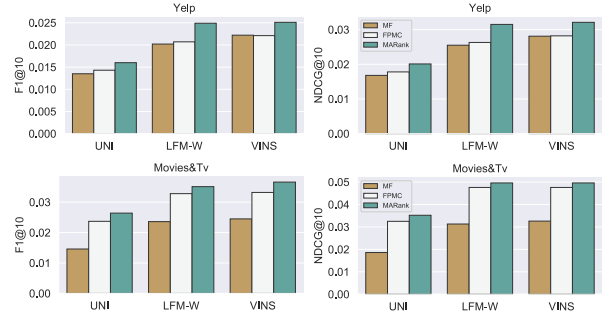 Yelp
0.025
0.020
0.015
0.010
0.005
0.000
F1@10
UNI
LFM-W
VINS
Yelp
0.03
0.02
0.01
0.00
NDCG@10
MF
FPMC
MARank
UNI
LFM-W
VINS
Movies&Tv
0.03
0.02
0.01
0.00
F1@10
UNI
LFM-W
VINS
Movies&Tv
0.05
0.04
0.03
0.02
0.01
0.00
NDCG@10
MF
FPMC
MARank
UNI
LFM-W
VINS